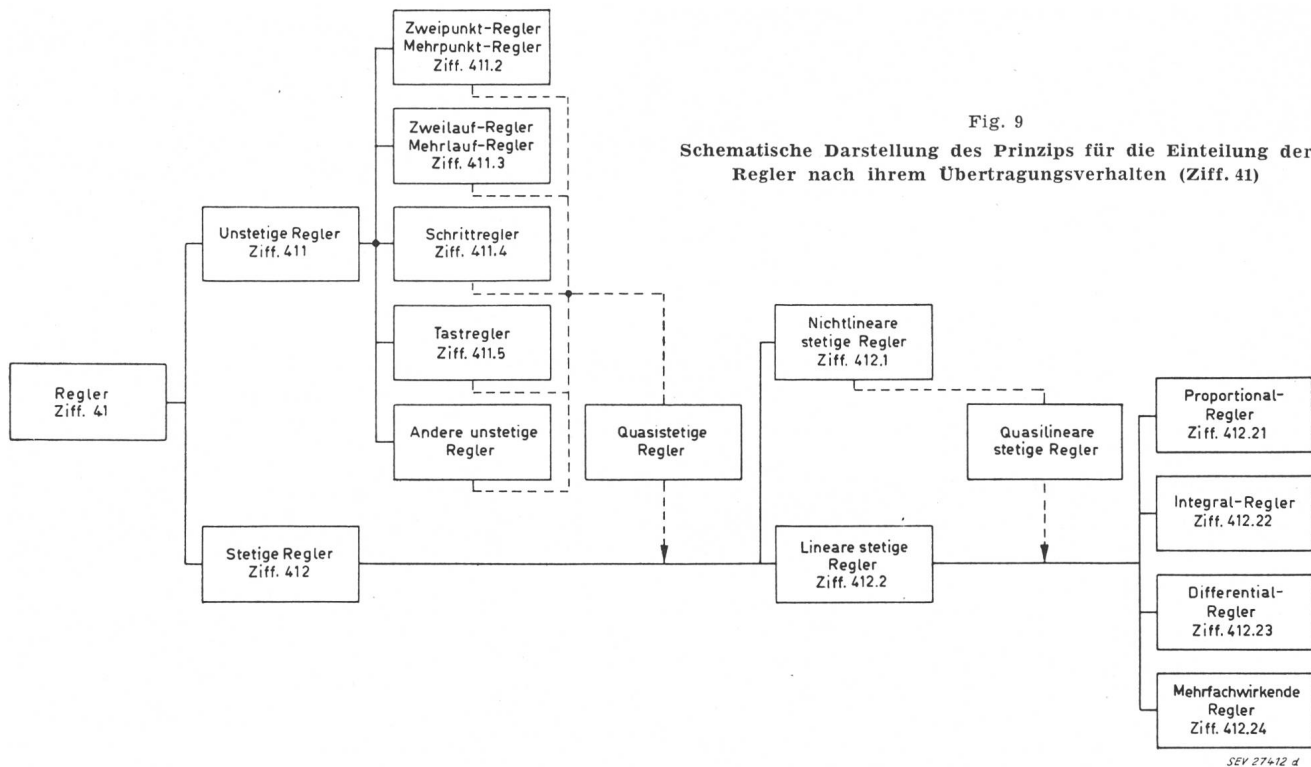 Zweipunkt-Regler
Mehrpunkt-Regler
Ziff. 411.2
Zweilauf-Regler
Mehrlauf-Regler
Ziff. 411.3
Fig. 9
Schematische Darstellung des Prinzips für die Einteilung der
Regler nach ihrem Übertragungsverhalten (Ziff. 41)
Unstetige Regler
Ziff. 411
Schrittregler
Ziff. 411.4
Tastregler
Ziff. 411.5
Nichtlineare
stetige Regler
Ziff. 412.1
Regler
Ziff. 41
Andere unstetige
Regler
Quasistetige
Regler
Quasilineare
stetige Regler
Proportional-
Regler
Ziff. 412.21
Integral-Regler
Ziff. 412.22
Stetige Regler
Ziff. 412
Lineare stetige
Regler
Ziff. 412.2
Differential-
Regler
Ziff. 412.23
Mehrfachwirkende
Regler
Ziff. 412.24
SEV 27412 d